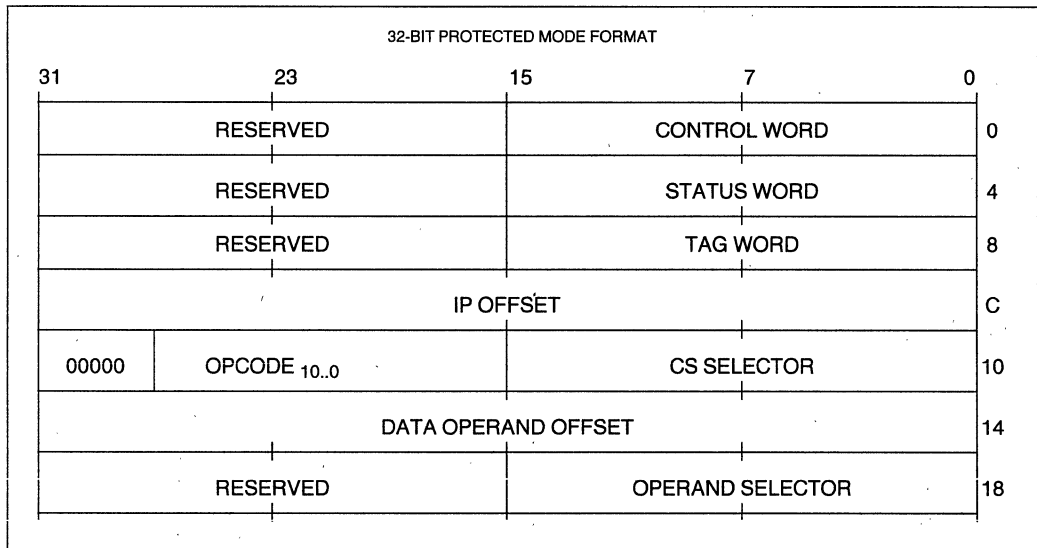 32-BIT PROTECTED MODE FORMAT
31 23 15 7 0
RESERVED CONTROL WORD 0
RESERVED STATUS WORD 4
RESERVED TAG WORD 8
IP OFFSET C
00000 OPCODE 10..0 CS SELECTOR 10
DATA OPERAND OFFSET 14
RESERVED OPERAND SELECTOR 18